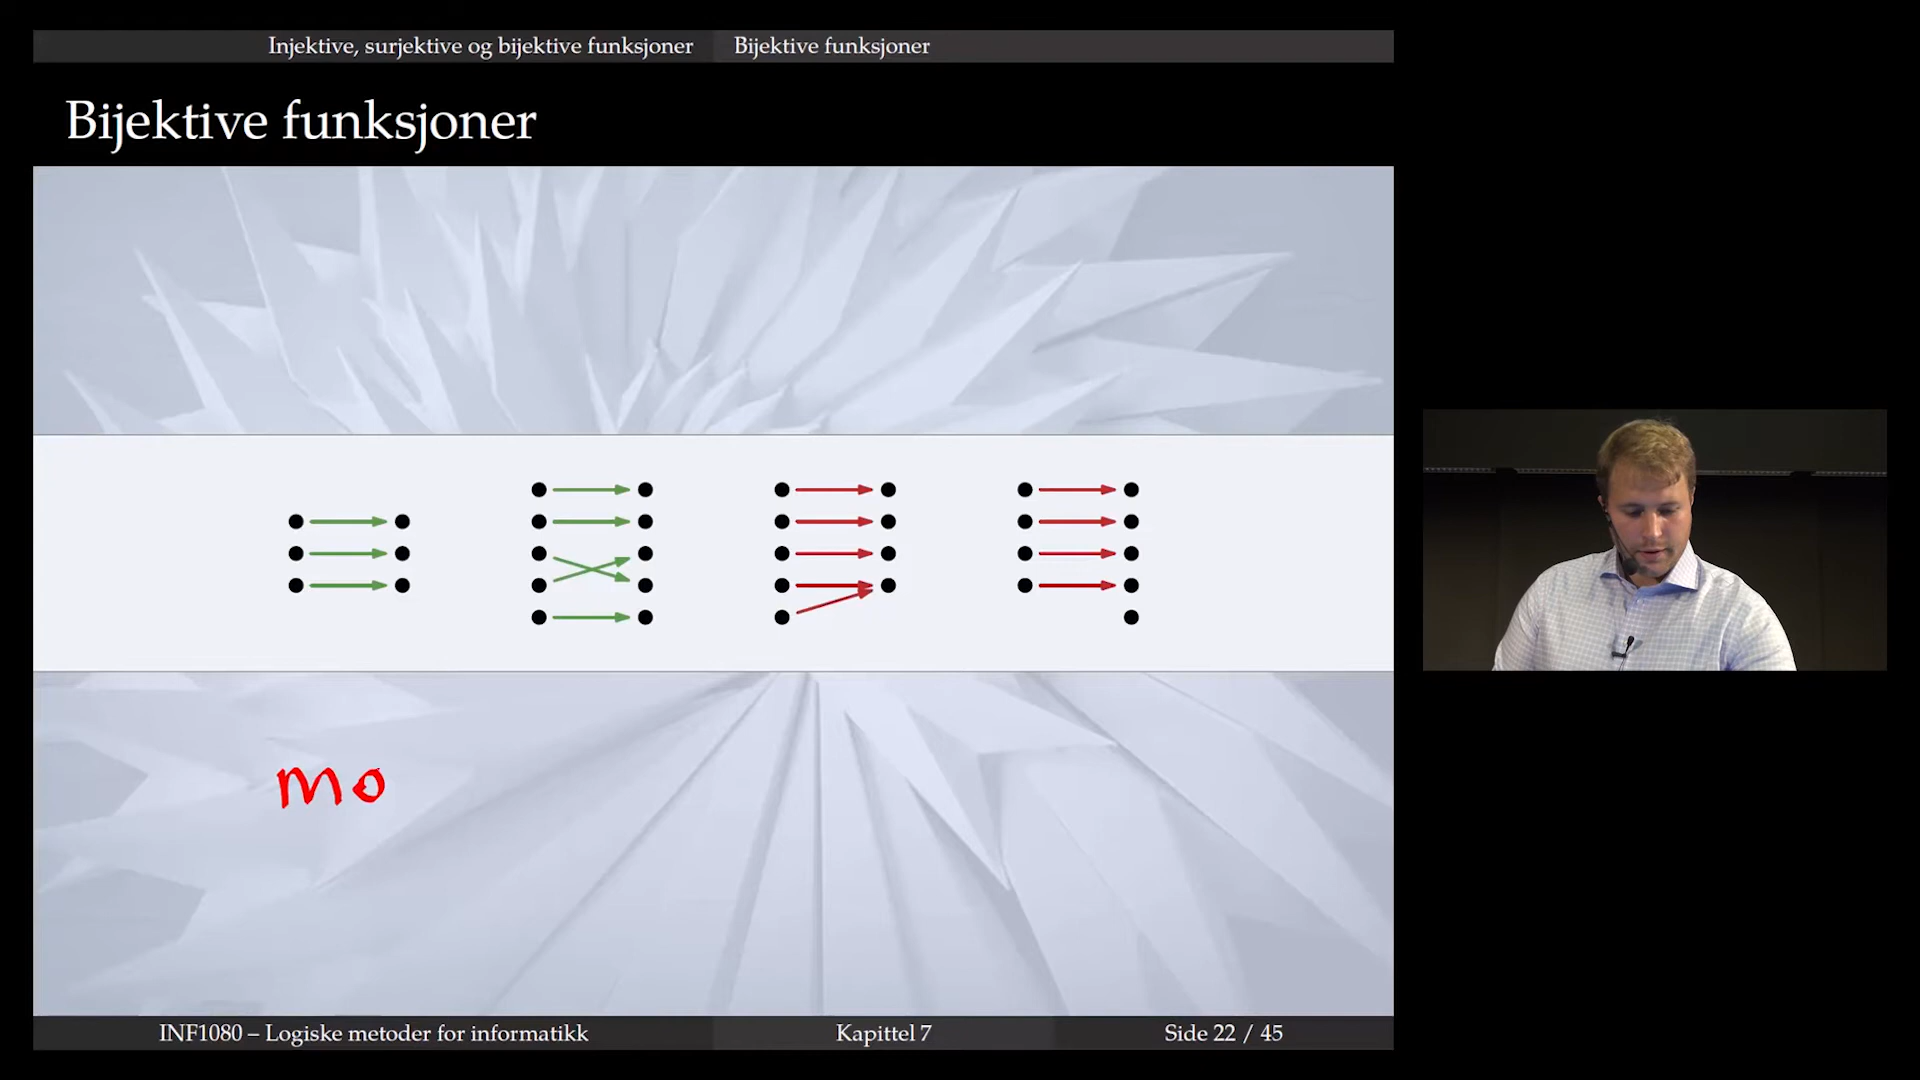 Injektive, surjektive og bijektive funksjoner Bijektive funksjoner
Bijektive funksjoner
mo
INF1080 – Logiske metoder for informatikk Kapittel 7 Side 22 / 45